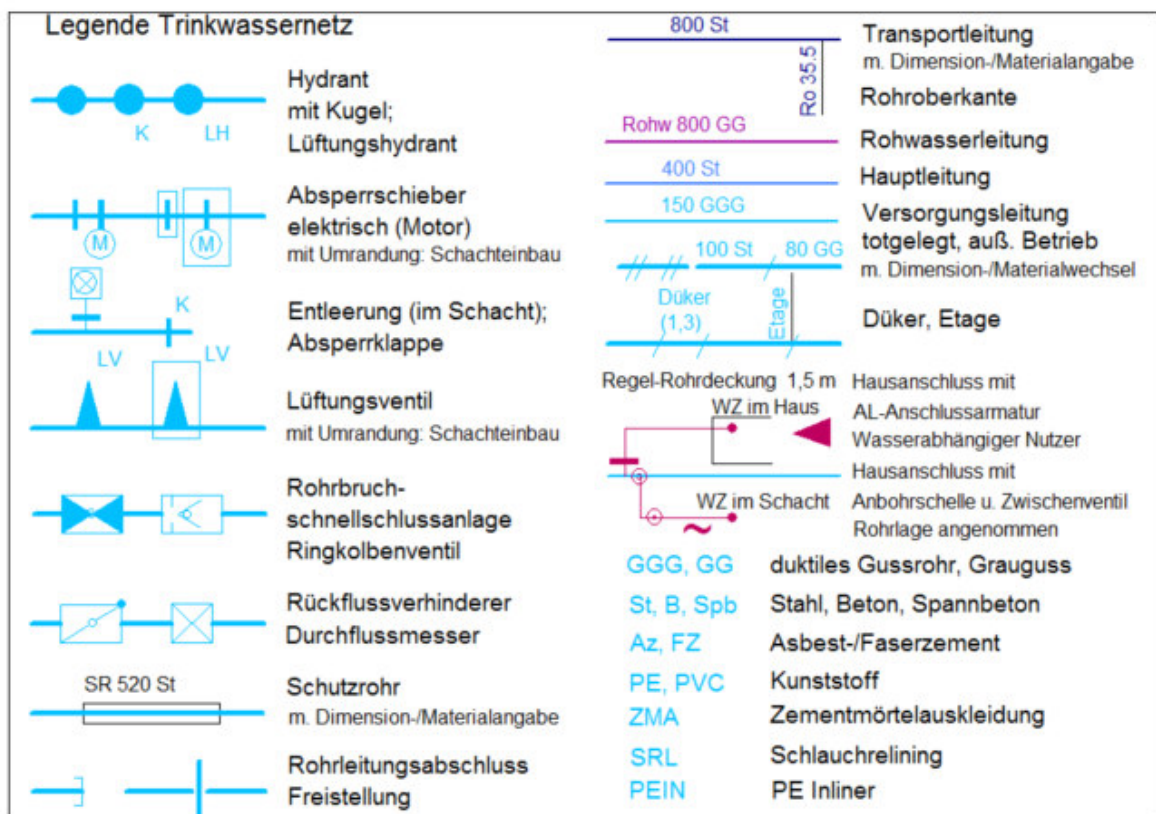 Legende Trinkwassernetz
K
LH
Hydrant
mit Kugel;
Lüftungshydrant
M
M
Absperrschieber
elektrisch (Motor)
mit Umrandung: Schachteinbau
K
Entleerung (im Schacht);
Absperrklappe
LV
LV
Lüftungsventil
mit Umrandung: Schachteinbau
Rohrbruch-
schnellschlussanlage
Ringkolbenventil
Rückflussverhinderer
Durchflussmesser
SR 520 St
Schutzrohr
m. Dimension-/Materialangabe
Rohrleitungsabschluss
Freistellung
800 St
Ro 35.5
Transportleitung
m. Dimension-/Materialangabe
Rohroberkante
Rohw 800 GG
Rohwasserleitung
400 St
Hauptleitung
150 GGG
Versorgungsleitung
totgelegt, auß. Betrieb
100 St
80 GG
m. Dimension-/Materialwechsel
Düker
(1,3)
Etage
Düker, Etage
Regel-Rohrdeckung 1,5 m
Hausanschluss mit
WZ im Haus
AL-Anschlussarmatur
Wasserabhängiger Nutzer
Hausanschluss mit
WZ im Schacht
Anbohrschelle u. Zwischenventil
Rohrlage angenommen
GGG, GG duktiles Gussrohr, Grauguss
St, B, Spb Stahl, Beton, Spannbeton
Az, FZ Asbest-/Faserzement
PE, PVC Kunststoff
ZMA Zementmörtelauskleidung
SRL Schlauchrelining
PEIN PE Inliner